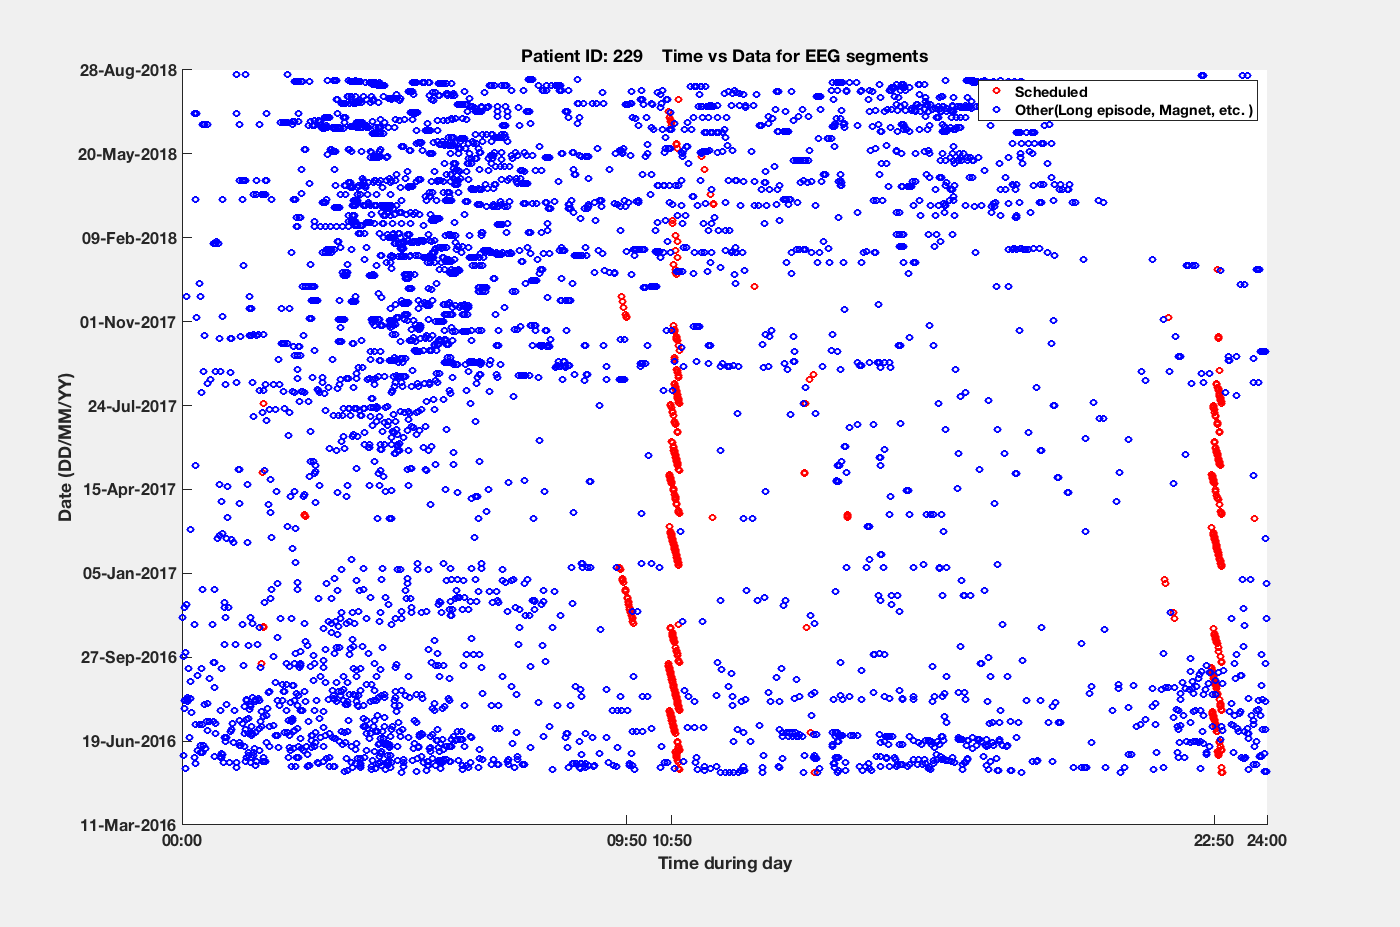 Patient ID: 229    Time vs Data for EEG segments
28-Aug-2018
20-May-2018
09-Feb-2018
01-Nov-2017
24-Jul-2017
15-Apr-2017
05-Jan-2017
27-Sep-2016
19-Jun-2016
11-Mar-2016
Date (DD/MM/YY)
Scheduled
Other(Long episode, Magnet, etc. )
00:00 09:50 10:50 22:50 24:00
Time during day